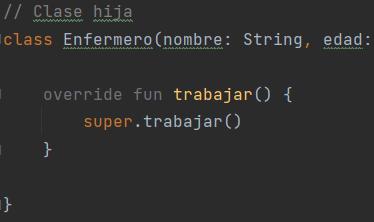 // Clase hija
class Enfermero(nombre: String, edad:
override fun trabajar() {
super.trabajar()
}
}